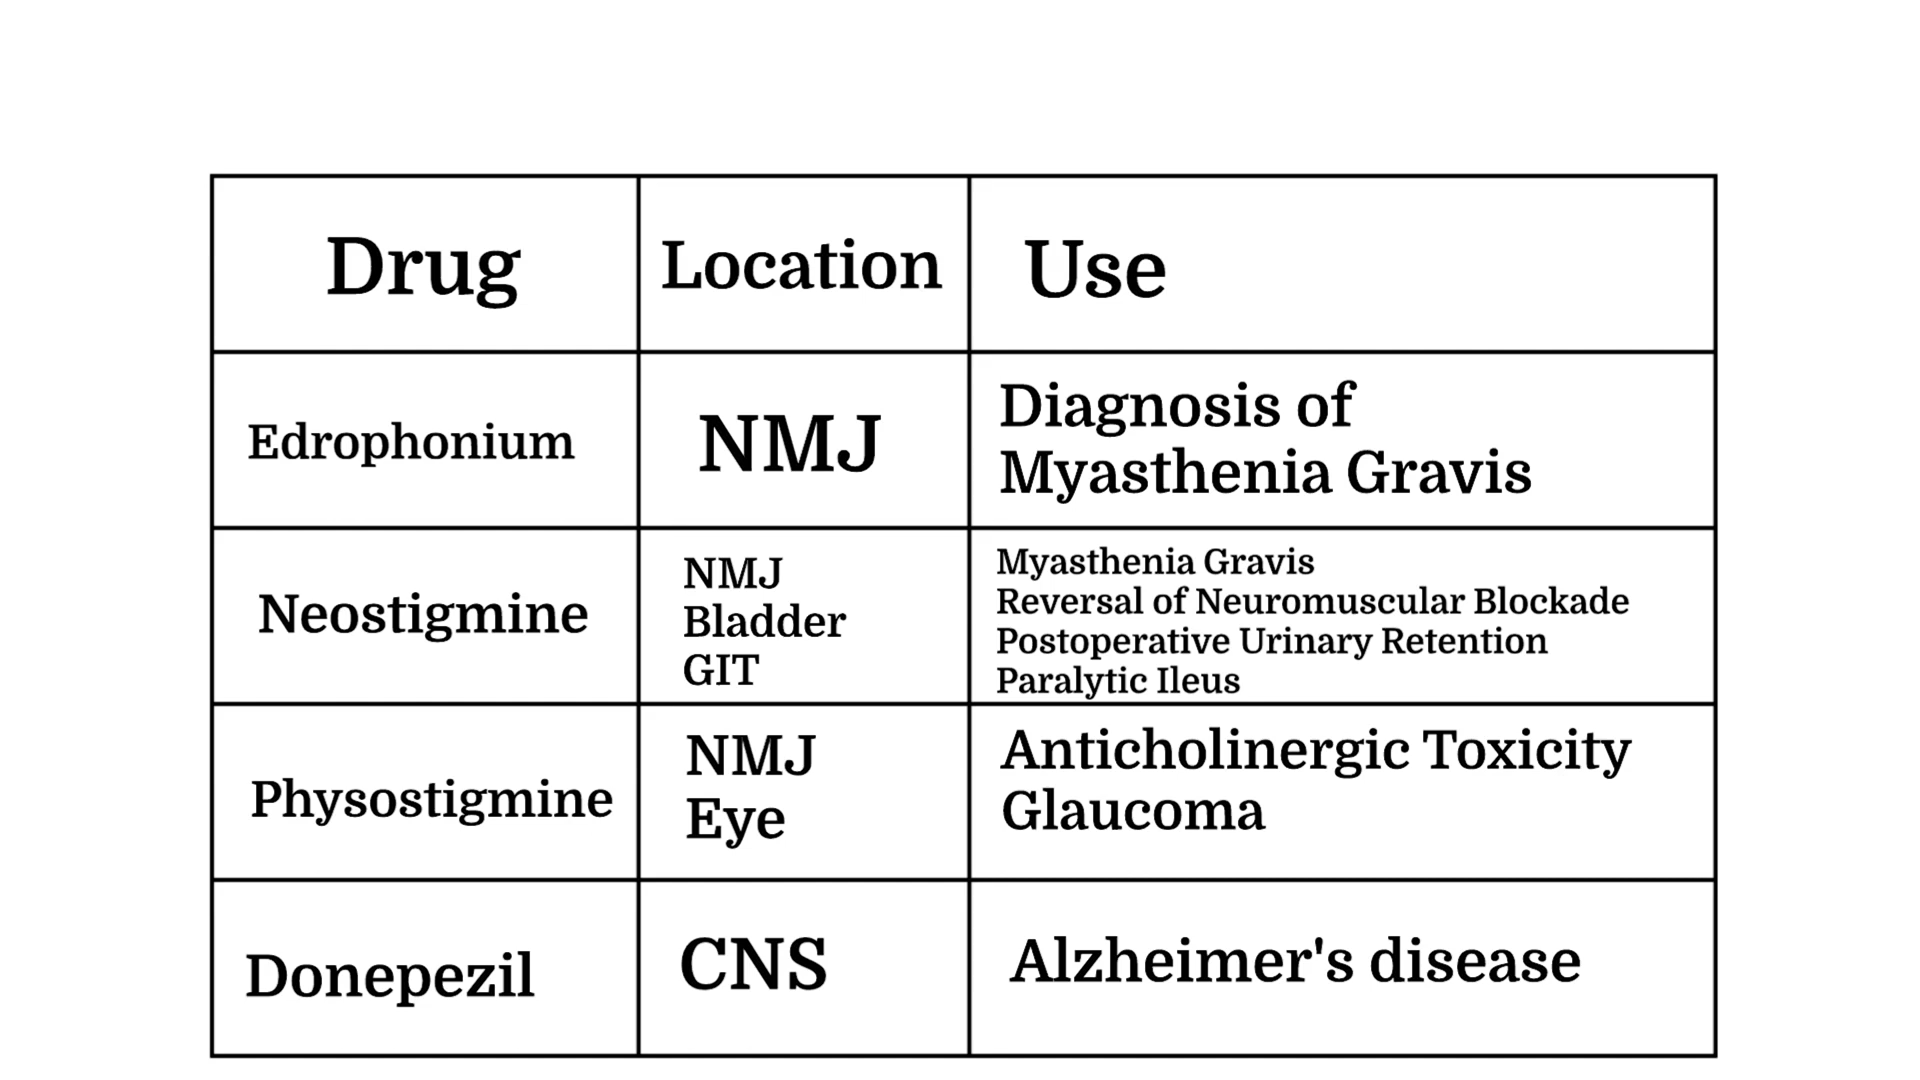 Drug
Location
Use
Edrophonium
NMJ
Diagnosis of
Myasthenia Gravis
Neostigmine
NMJ
Bladder
GIT
Myasthenia Gravis
Reversal of Neuromuscular Blockade
Postoperative Urinary Retention
Paralytic Ileus
Physostigmine
NMJ
Eye
Anticholinergic Toxicity
Glaucoma
Donepezil
CNS
Alzheimer's disease